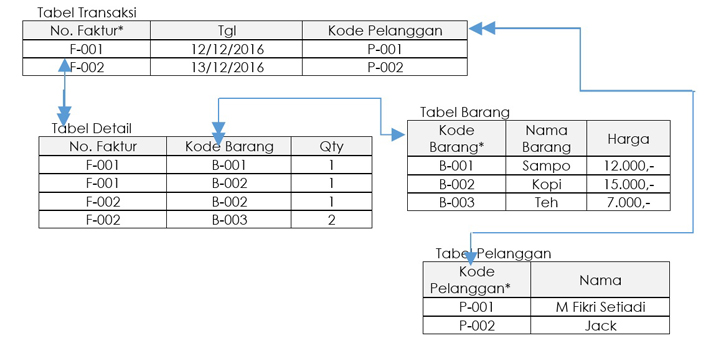 Tabel Transaksi
No. Faktur* Tgl Kode Pelanggan
F-001 12/12/2016 P-001
F-002 13/12/2016 P-002
Tabel Detail
No. Faktur Kode Barang Qty
F-001 B-001 1
F-001 B-002 1
F-002 B-002 1
F-002 B-003 2
Tabel Barang
Kode Barang* Nama Barang Harga
B-001 Sampo 12.000,-
B-002 Kopi 15.000,-
B-003 Teh 7.000,-
Tabel Pelanggan
Kode Pelanggan* Nama
P-001 M Fikri Setiadi
P-002 Jack